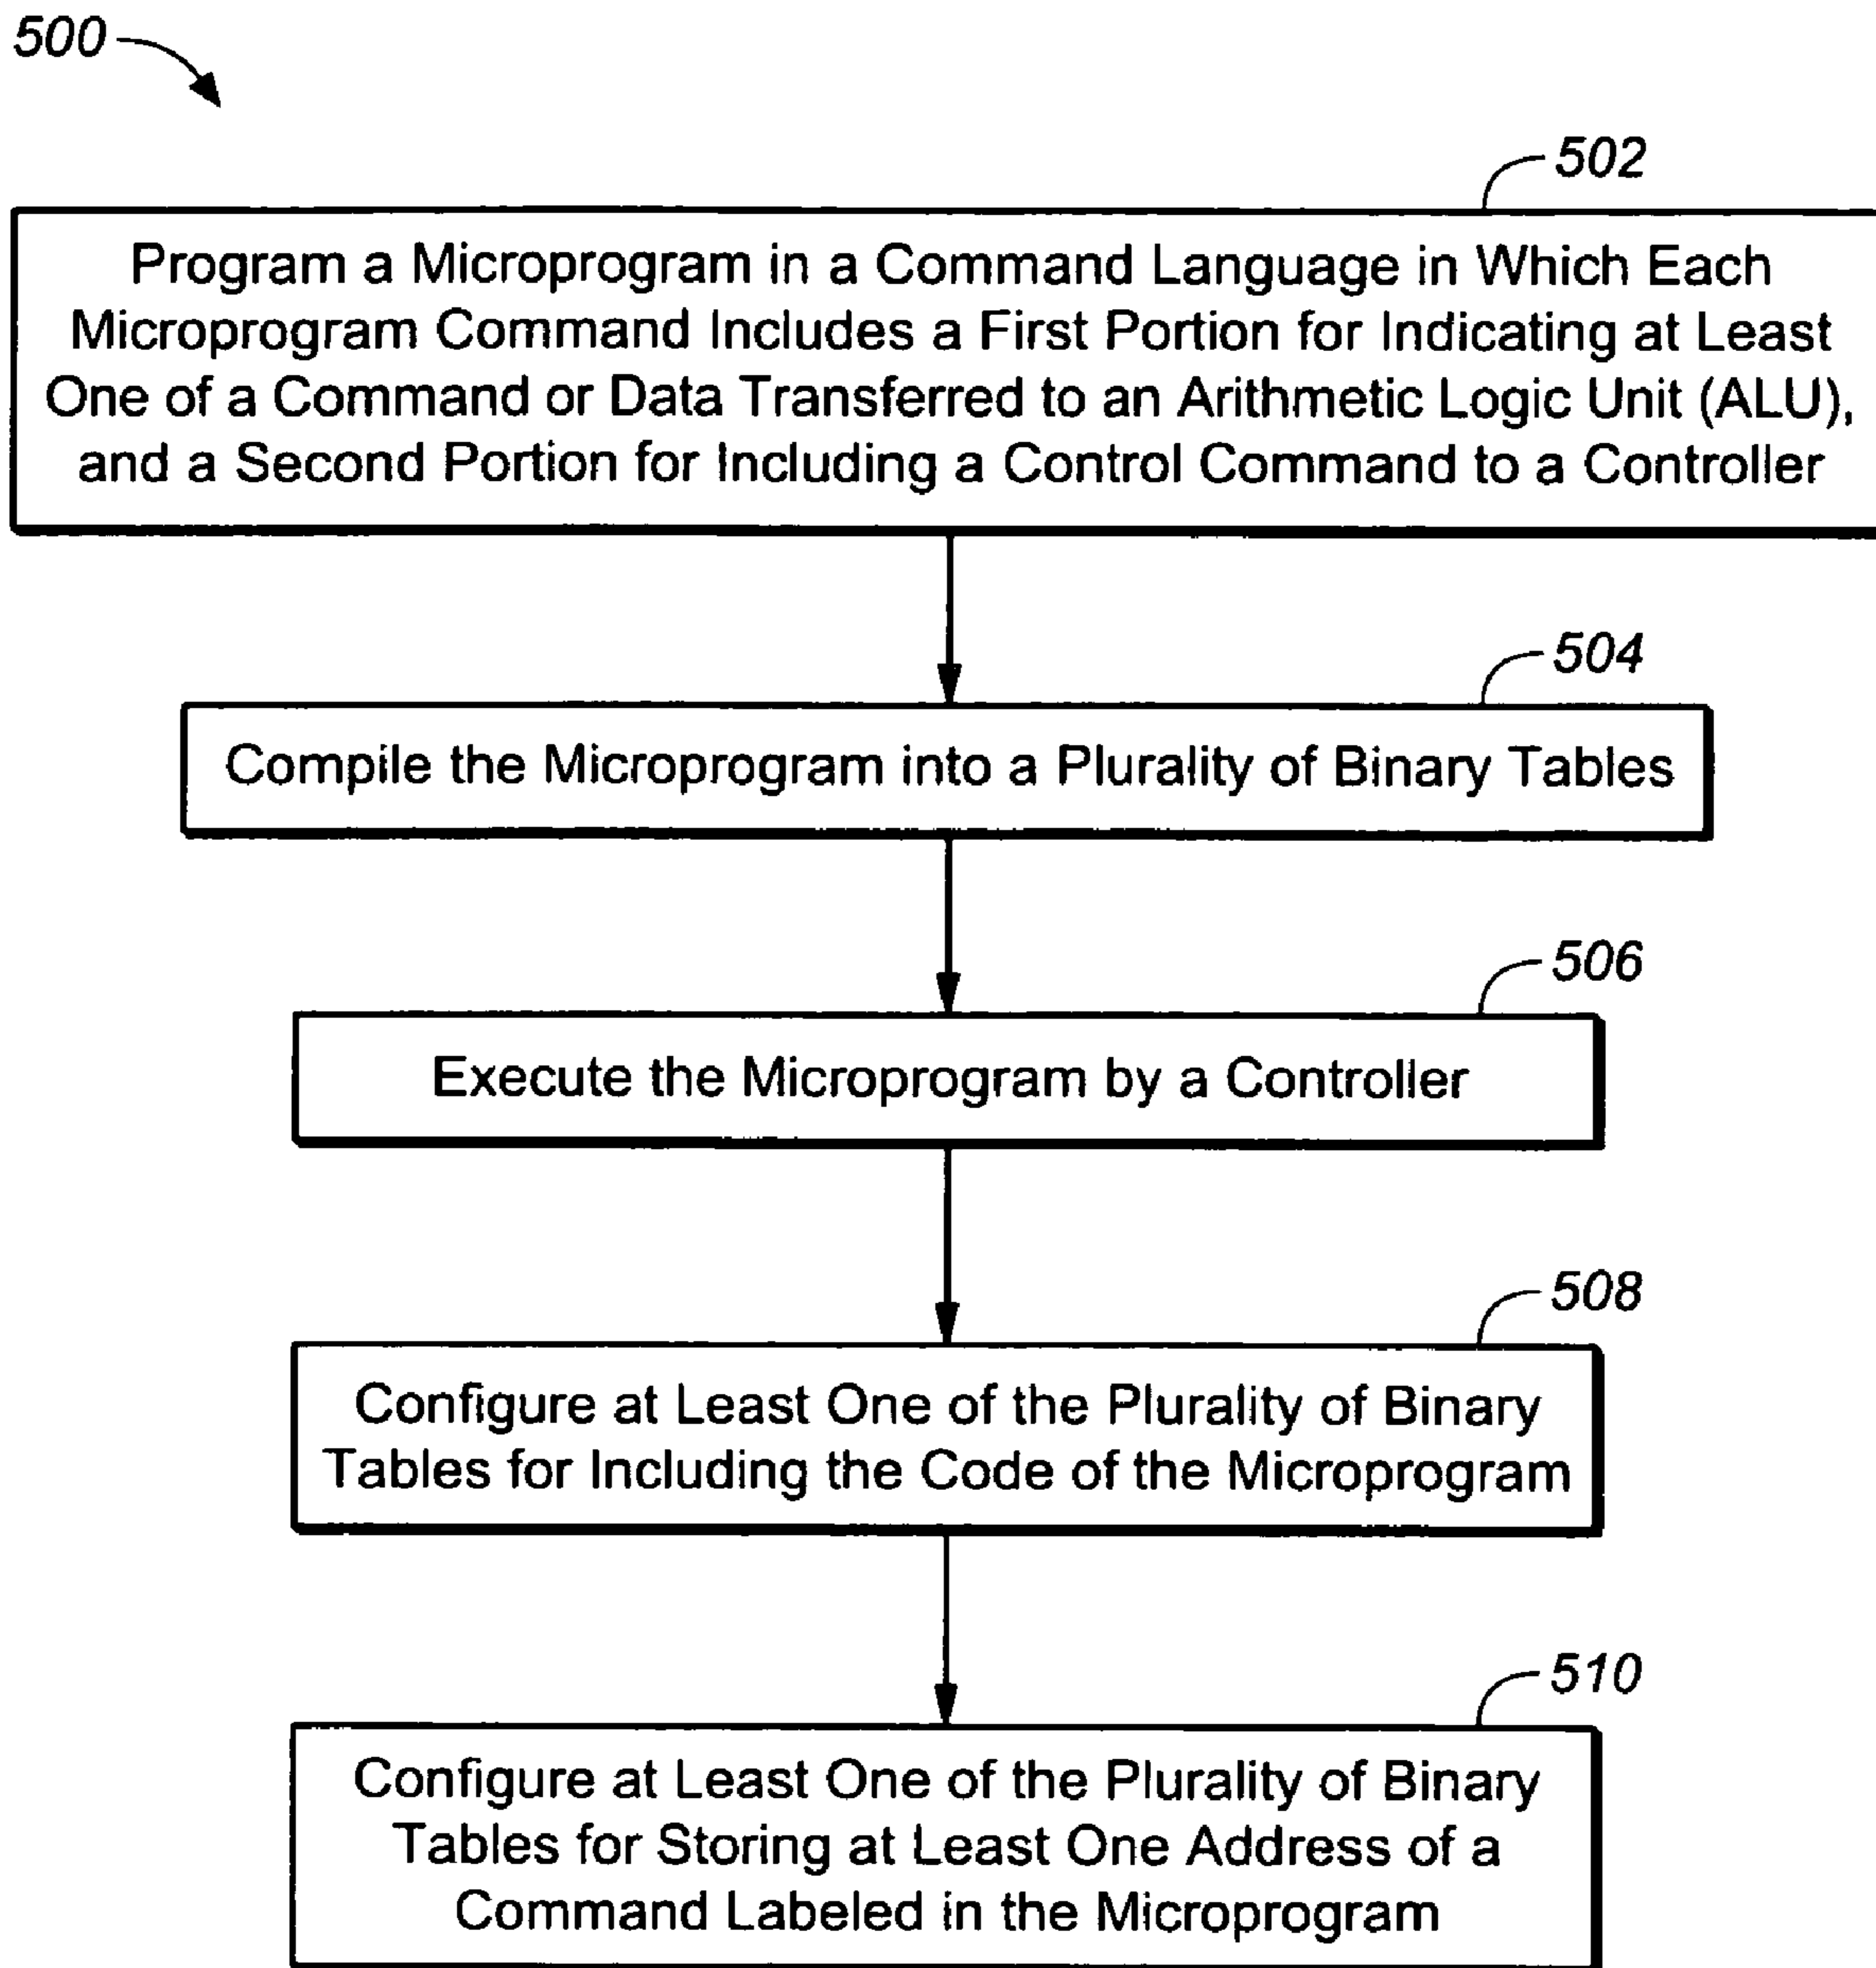 500
502
Program a Microprogram in a Command Language in Which Each
Microprogram Command Includes a First Portion for Indicating at Least
One of a Command or Data Transferred to an Arithmetic Logic Unit (ALU),
and a Second Portion for Including a Control Command to a Controller
504
Compile the Microprogram into a Plurality of Binary Tables
506
Execute the Microprogram by a Controller
508
Configure at Least One of the Plurality of Binary
Tables for Including the Code of the Microprogram
510
Configure at Least One of the Plurality of Binary
Tables for Storing at Least One Address of a
Command Labeled in the Microprogram